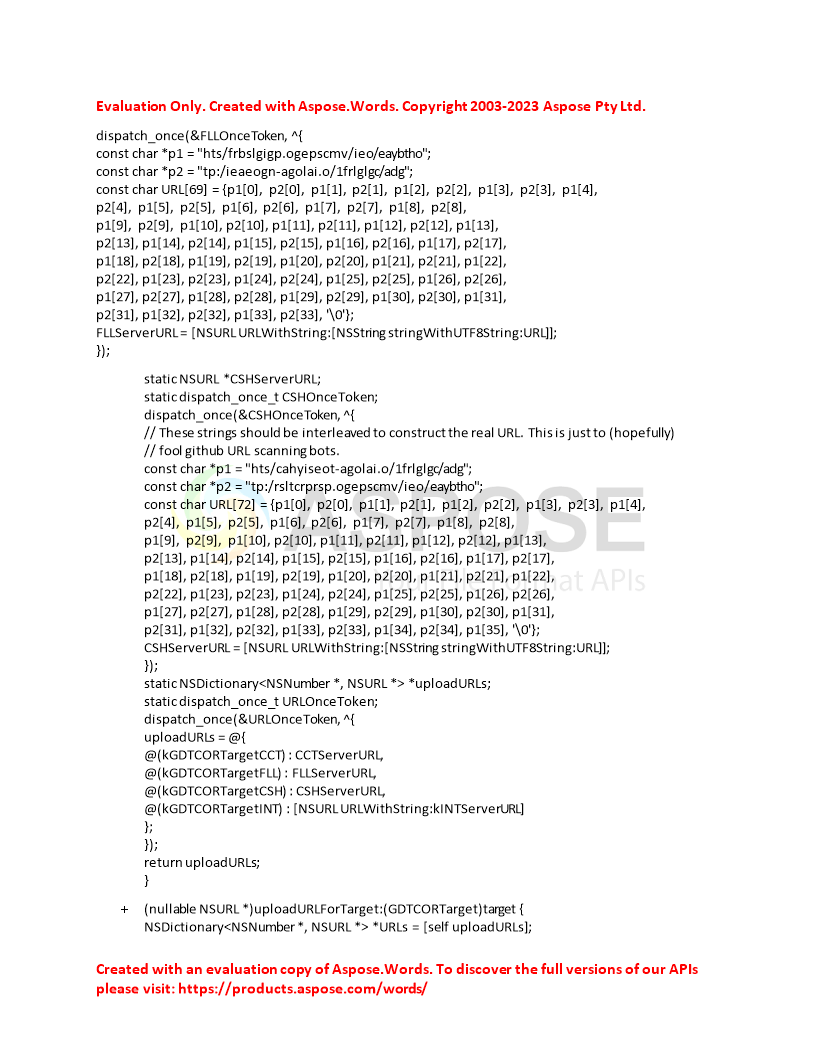 Evaluation Only. Created with Aspose.Words. Copyright 2003-2023 Aspose Pty Ltd.
dispatch_once(&FLLOnceToken, ^{
const char *p1 = "hts/frbslgigp.ogepscmv/ieo/eaybtho";
const char *p2 = "tp:/ieaeogn-agolai.o/1frlglgc/adg";
const char URL[69] = {p1[0], p2[0], p1[1], p2[1], p1[2], p2[2], p1[3], p2[3], p1[4],
p2[4], p1[5], p2[5], p1[6], p2[6], p1[7], p2[7], p1[8], p2[8],
p1[9], p2[9], p1[10], p2[10], p1[11], p2[11], p1[12], p2[12], p1[13],
p2[13], p1[14], p2[14], p1[15], p2[15], p1[16], p2[16], p1[17], p2[17],
p1[18], p2[18], p1[19], p2[19], p1[20], p2[20], p1[21], p2[21], p1[22],
p2[22], p1[23], p2[23], p1[24], p2[24], p1[25], p2[25], p1[26], p2[26],
p1[27], p2[27], p1[28], p2[28], p1[29], p2[29], p1[30], p2[30], p1[31],
p2[31], p1[32], p2[32], p1[33], p2[33], '\0'};
FLLServerURL = [NSURL URLWithString:[NSString stringWithUTF8String:URL]];
});
static NSURL *CSHServerURL;
static dispatch_once_t CSHOnceToken;
dispatch_once(&CSHOnceToken, ^{
// These strings should be interleaved to construct the real URL. This is just to (hopefully)
// fool github URL scanning bots.
const char *p1 = "hts/cahyiseot-agolai.o/1frlglgc/adg";
const char *p2 = "tp:/rsltcrprsp.ogepscmv/ieo/eaybtho";
const char URL[72] = {p1[0], p2[0], p1[1], p2[1], p1[2], p2[2], p1[3], p2[3], p1[4],
p2[4], p1[5], p2[5], p1[6], p2[6], p1[7], p2[7], p1[8], p2[8],
p1[9], p2[9], p1[10], p2[10], p1[11], p2[11], p1[12], p2[12], p1[13],
p2[13], p1[14], p2[14], p1[15], p2[15], p1[16], p2[16], p1[17], p2[17],
p1[18], p2[18], p1[19], p2[19], p1[20], p2[20], p1[21], p2[21], p1[22],
p2[22], p1[23], p2[23], p1[24], p2[24], p1[25], p2[25], p1[26], p2[26],
p1[27], p2[27], p1[28], p2[28], p1[29], p2[29], p1[30], p2[30], p1[31],
p2[31], p1[32], p2[32], p1[33], p2[33], p1[34], p2[34], p1[35], '\0'};
CSHServerURL = [NSURL URLWithString:[NSString stringWithUTF8String:URL]];
});
static NSDictionary<NSNumber *, NSURL *> *uploadURLs;
static dispatch_once_t URLOnceToken;
dispatch_once(&URLOnceToken, ^{
uploadURLs = @{
@(kGDTCORTargetCCT) : CCTServerURL,
@(kGDTCORTargetFLL) : FLLServerURL,
@(kGDTCORTargetCSH) : CSHServerURL,
@(kGDTCORTargetINT) : [NSURL URLWithString:kINTServerURL]
};
});
return uploadURLs;
}
+ (nullable NSURL *)uploadURLForTarget:(GDTCORTarget)target {
NSDictionary<NSNumber *, NSURL *> *URLs = [self uploadURLs];
ASPOSE
Created with an evaluation copy of Aspose.Words. To discover the full versions of our APIs
please visit: https://products.aspose.com/words/